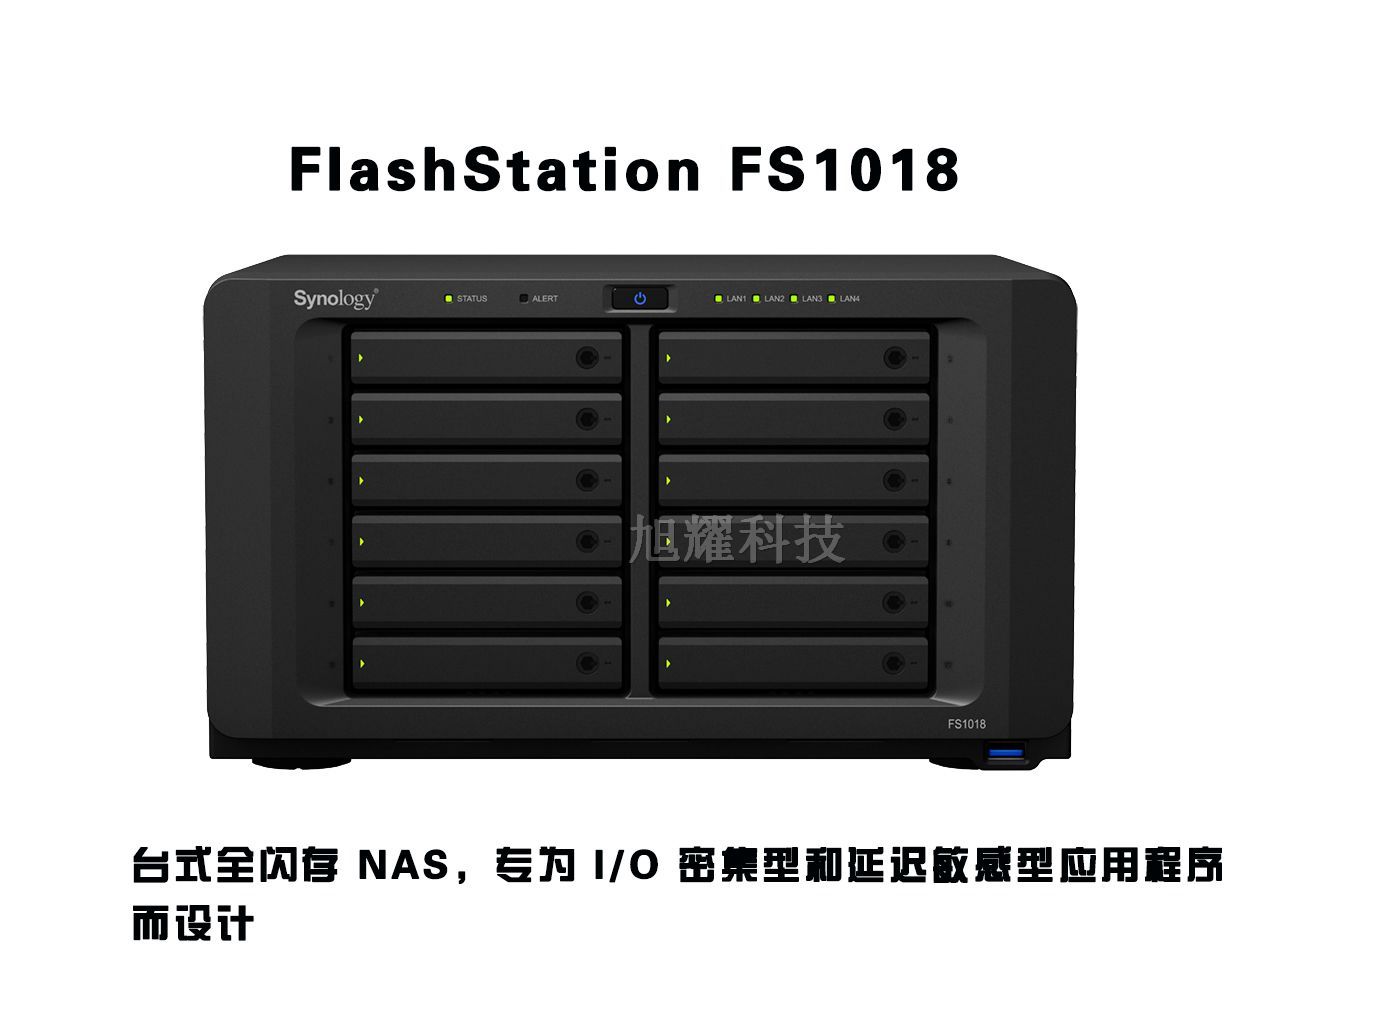 FlashStation FS1018
Synology®
STATUS
ALERT
LAN1 LAN2 LAN3 LAN4
旭耀科技
FS1018
台式全闪存 NAS，专为 I/O 密集型和延迟敏感型应用程序
而设计